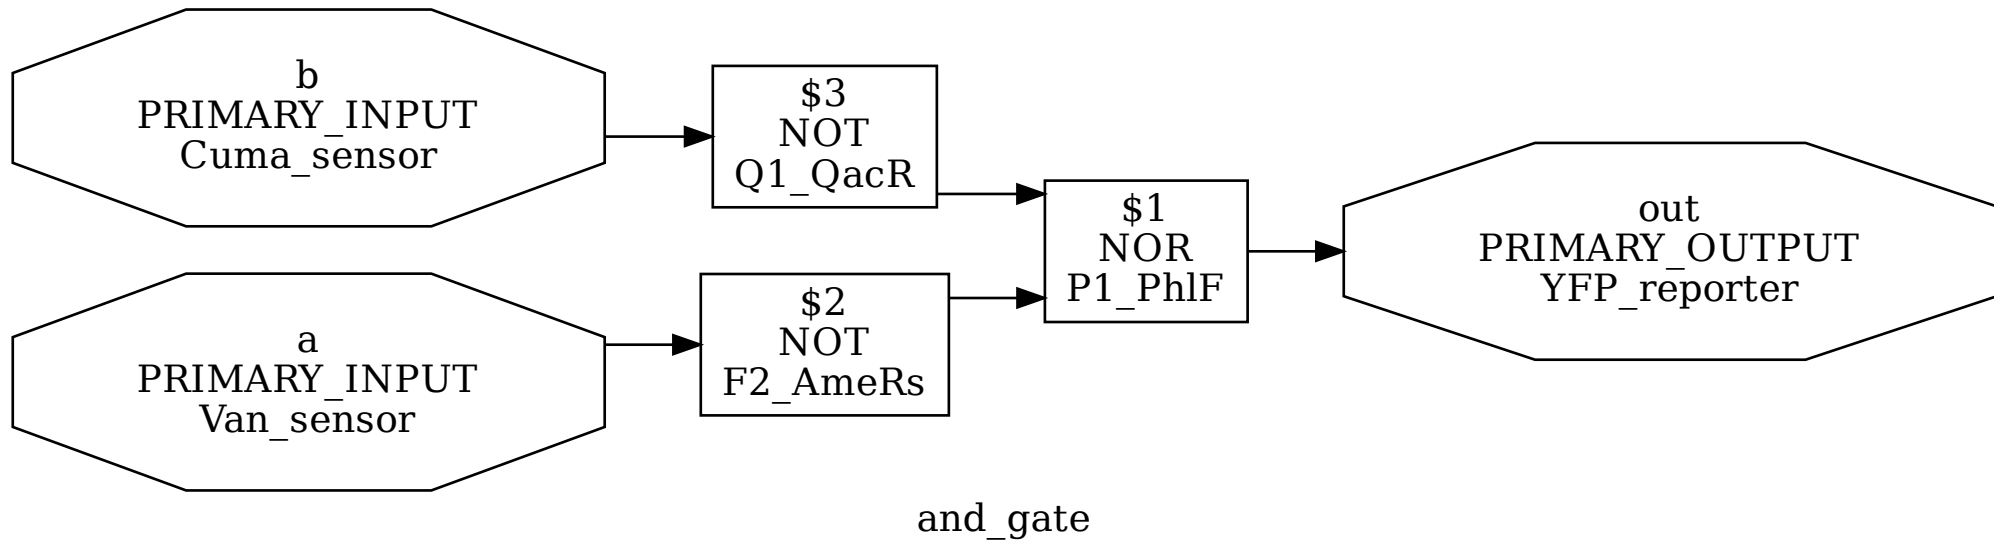 b
PRIMARY_INPUT
Cuma_sensor
$3
NOT
Q1_QacR
a
PRIMARY_INPUT
Van_sensor
$2
NOT
F2_AmeRs
$1
NOR
P1_PhlF
out
PRIMARY_OUTPUT
YFP_reporter
and_gate